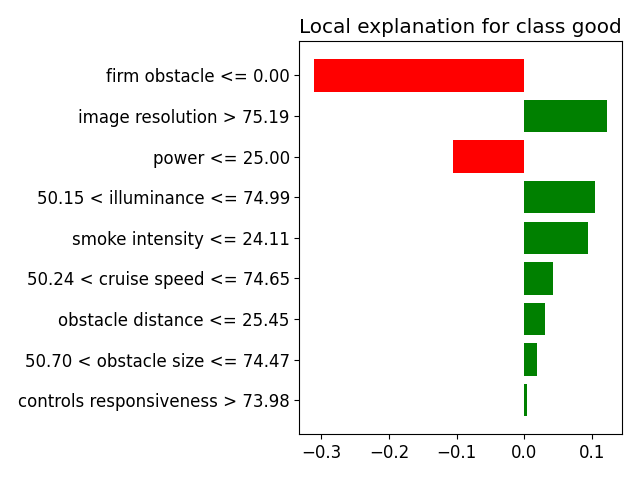 Local explanation for class good
firm obstacle <= 0.00
image resolution > 75.19
power <= 25.00
50.15 < illuminance <= 74.99
smoke intensity <= 24.11
50.24 < cruise speed <= 74.65
obstacle distance <= 25.45
50.70 < obstacle size <= 74.47
controls responsiveness > 73.98
−0.3 −0.2 −0.1 0.0 0.1